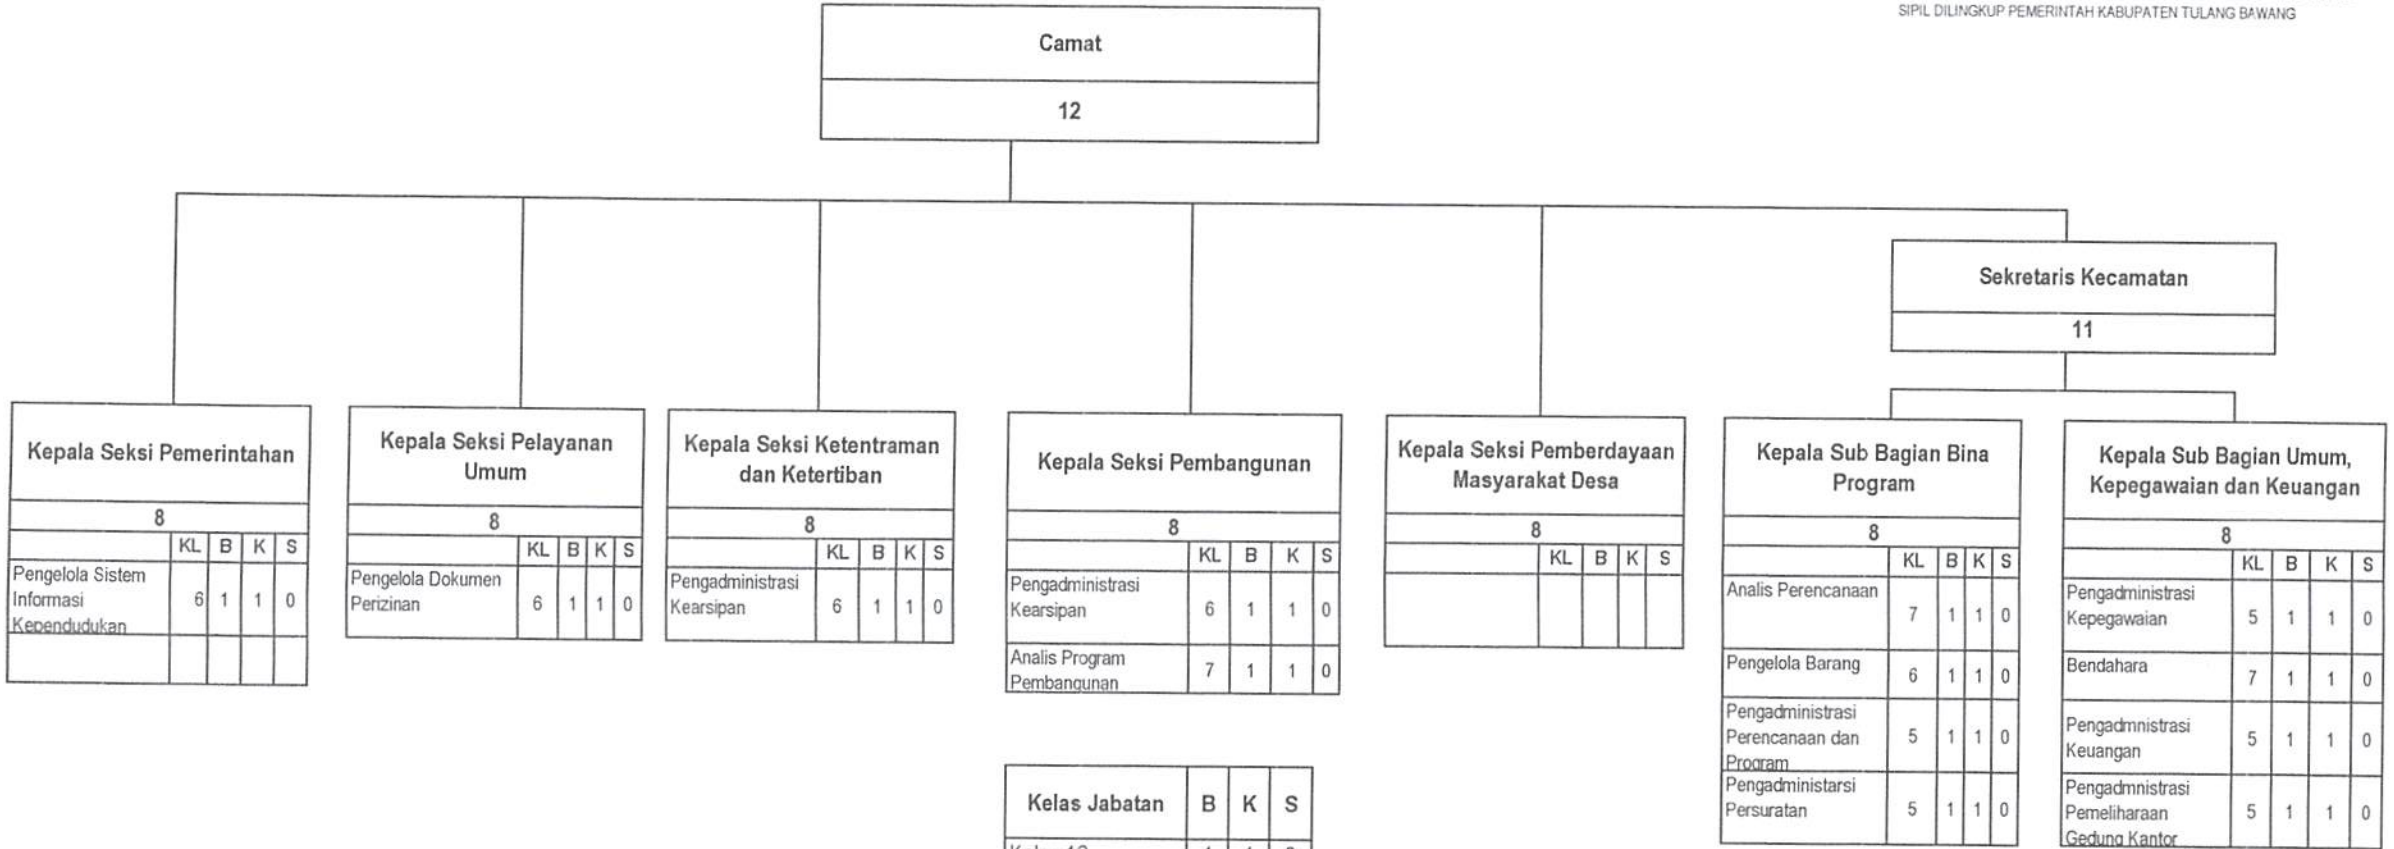 SIPIL DILINGKUP PEMERINTAH KABUPATEN TULANG BAWANG
Camat
12
Sekretaris Kecamatan
11
Kepala Seksi Pemerintahan
8
KL B K S
Pengelola Sistem
Informasi
Kependudukan
6 1 1 0
Kepala Seksi Pelayanan
Umum
8
KL B K S
Pengelola Dokumen
Perizinan
6 1 1 0
Kepala Seksi Ketentraman
dan Ketertiban
8
KL B K S
Pengadministrasi
Kearsipan
6 1 1 0
Kepala Seksi Pembangunan
8
KL B K S
Pengadministrasi
Kearsipan
6 1 1 0
Analis Program
Pembangunan
7 1 1 0
Kepala Seksi Pemberdayaan
Masyarakat Desa
8
KL B K S
Kepala Sub Bagian Bina
Program
8
KL B K S
Analis Perencanaan
7 1 1 0
Pengelola Barang
6 1 1 0
Pengadministrasi
Perencanaan dan
Program
5 1 1 0
Pengadministarsi
Persuratan
5 1 1 0
Kepala Sub Bagian Umum,
Kepegawaian dan Keuangan
8
KL B K S
Pengadministrasi
Kepegawaian
5 1 1 0
Bendahara
7 1 1 0
Pengadmnistrasi
Keuangan
5 1 1 0
Pengadmnistrasi
Pemeliharaan
Gedung Kantor
5 1 1 0
Kelas Jabatan B K S